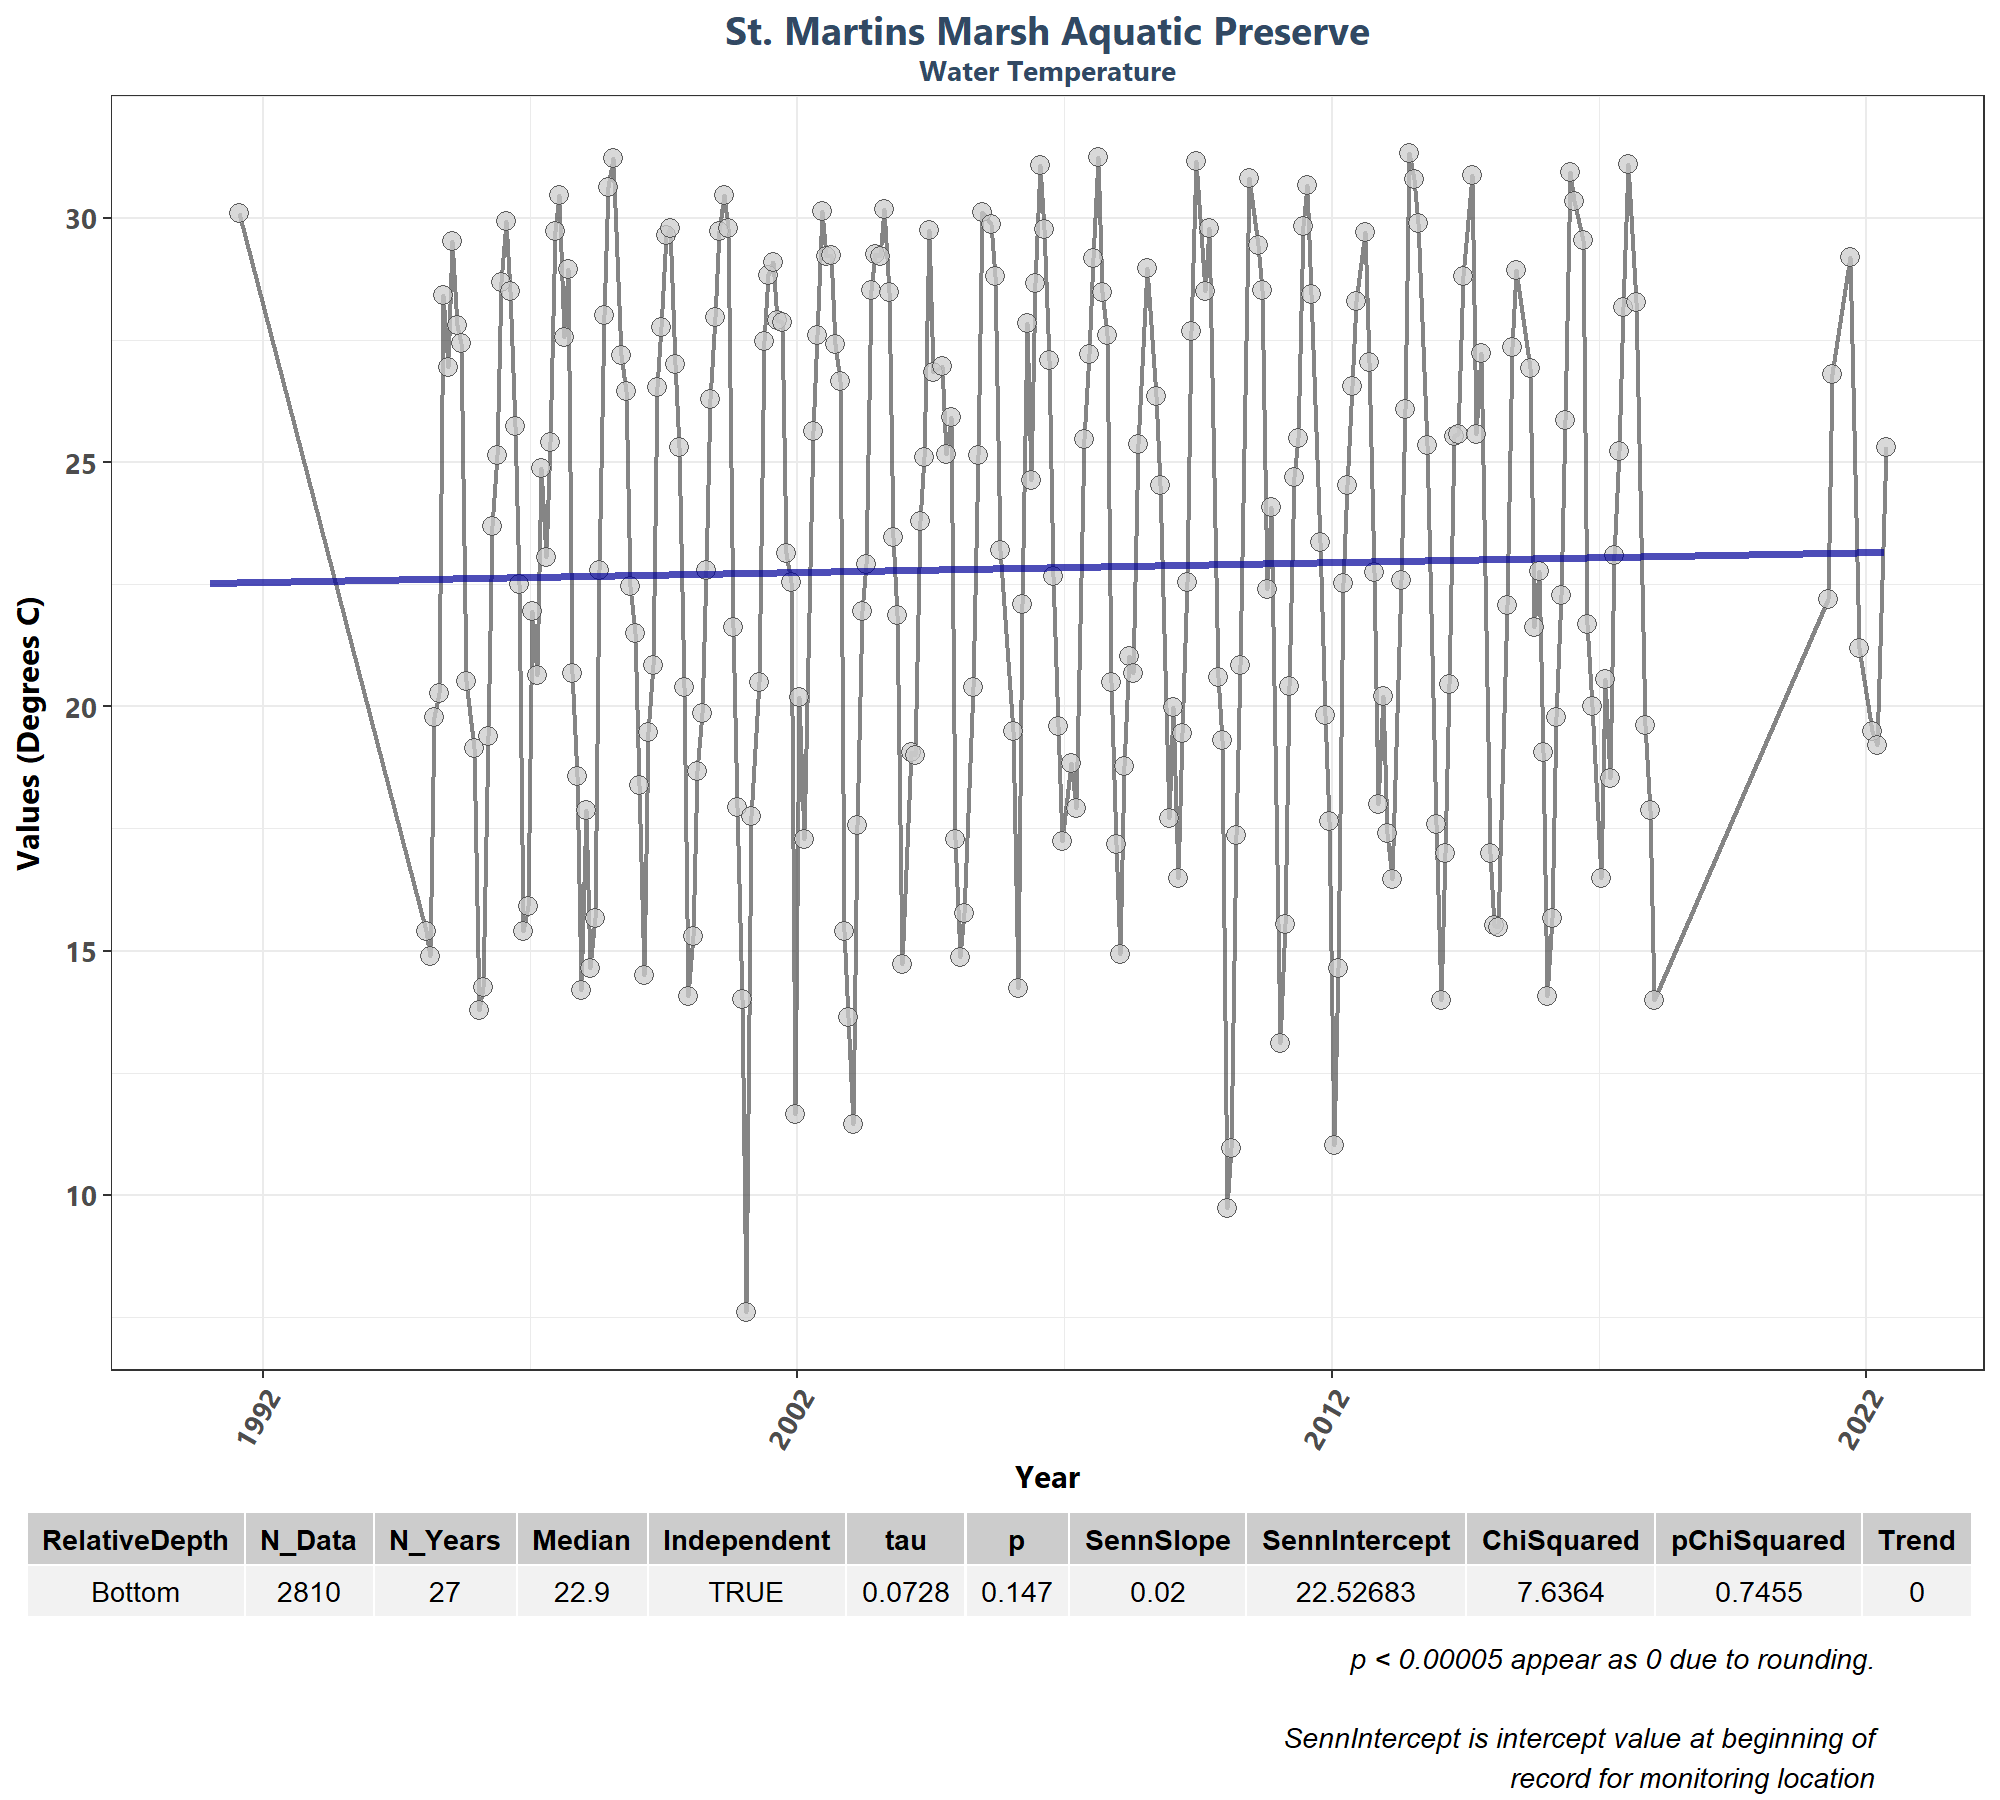 St. Martins Marsh Aquatic Preserve
Water Temperature
Values (Degrees C)
30
25
20
15
10
1992 2002 2012 2022
Year
RelativeDepth N_Data N_Years Median Independent tau p SennSlope SennIntercept ChiSquared pChiSquared Trend
Bottom 2810 27 22.9 TRUE 0.0728 0.147 0.02 22.52683 7.6364 0.7455 0
p < 0.00005 appear as 0 due to rounding.
SennIntercept is intercept value at beginning of
record for monitoring location